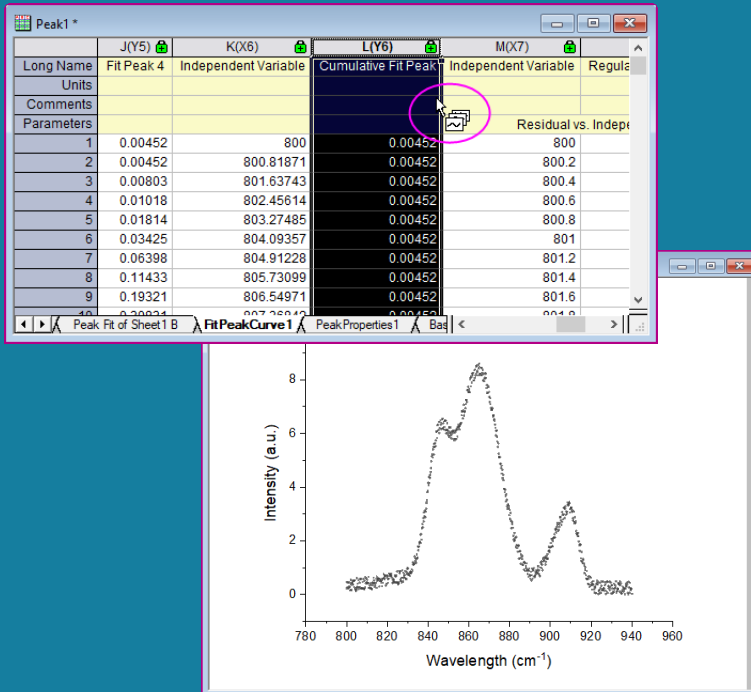 Peak1 *
J(Y5) K(X6) L(Y6) M(X7)
Long Name Fit Peak 4 Independent Variable Cumulative Fit Peak Independent Variable Regula
Units
Comments
Parameters Residual vs. Indepe
1 0.00452 800 0.00452 800
2 0.00452 800.81871 0.00452 800.2
3 0.00803 801.63743 0.00452 800.4
4 0.01018 802.45614 0.00452 800.6
5 0.01814 803.27485 0.00452 800.8
6 0.03425 804.09357 0.00452 801
7 0.06398 804.91228 0.00452 801.2
8 0.11433 805.73099 0.00452 801.4
9 0.19321 806.54971 0.00452 801.6
Peak Fit of Sheet1 B FitPeakCurve1 PeakProperties1 Bas
8
6
4
2
0
Intensity (a.u.)
780 800 820 840 860 880 900 920 940 960
Wavelength (cm-1)